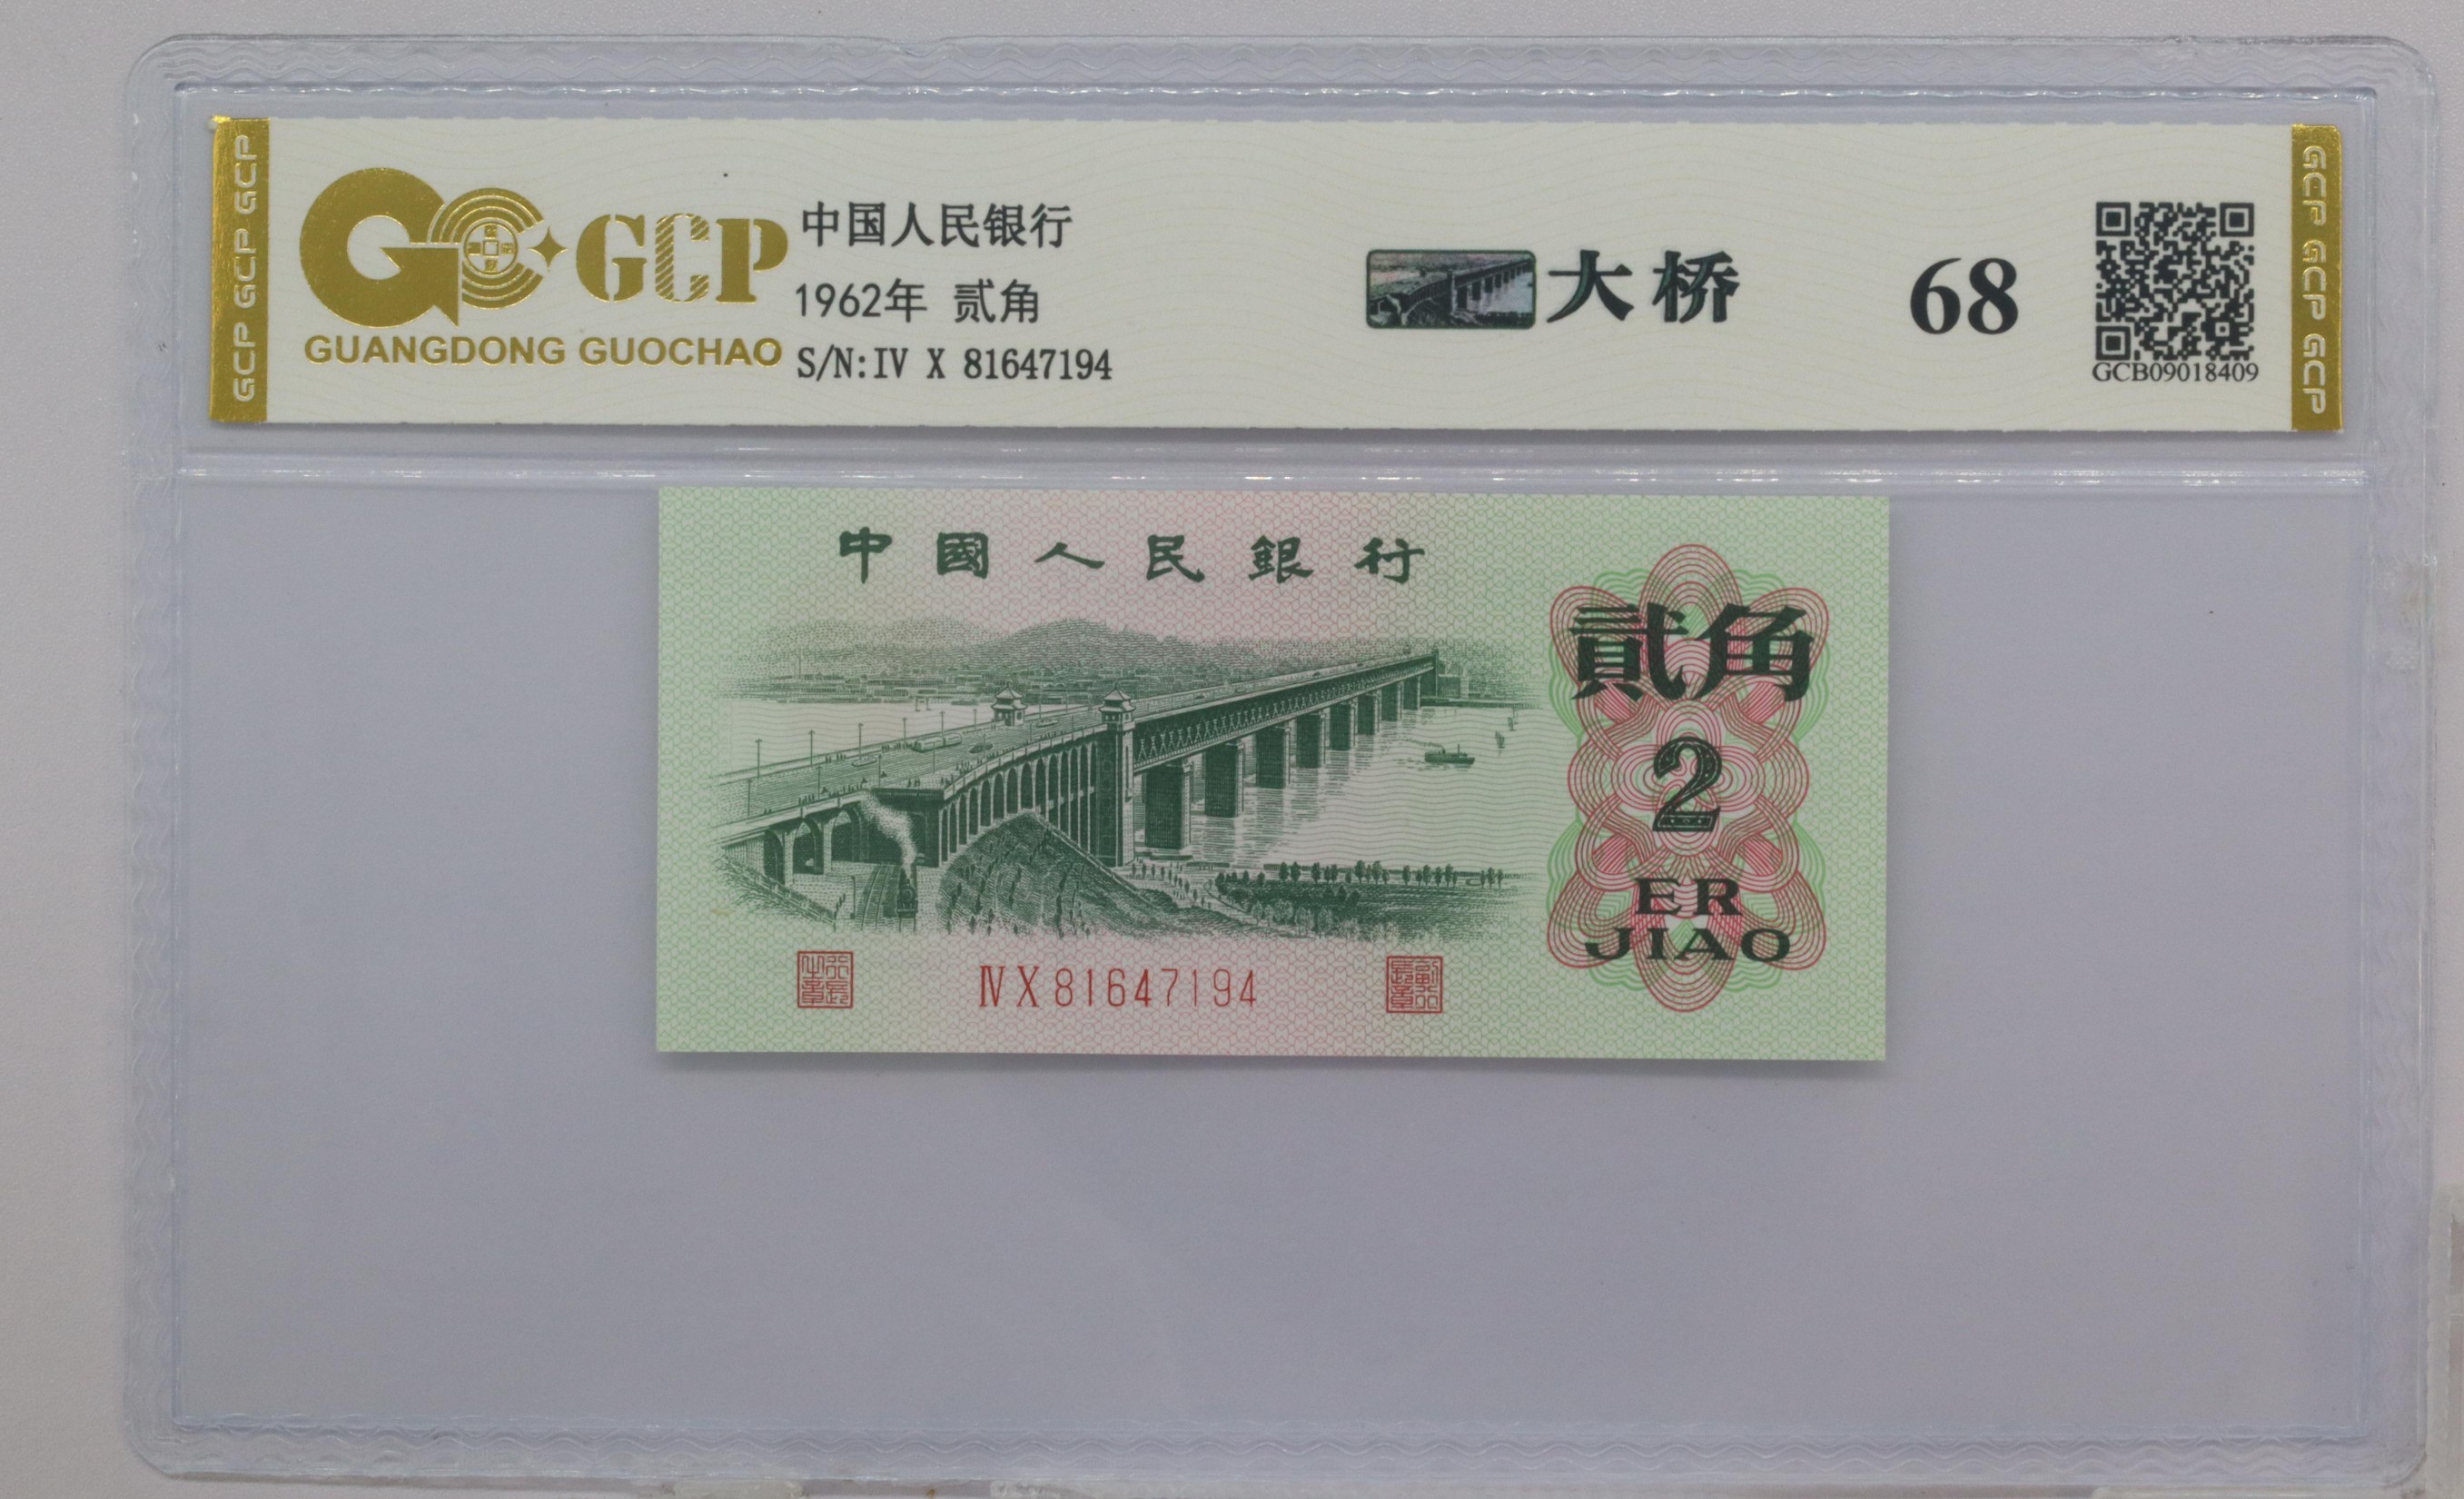 GCP GCP GCP
GCP
GUANGDONG GUOCHAO
中国人民银行
1962年 贰角
S/N:IV X 81647194
大桥
68
GCB09018409
GCP GCP GCP
中國人民銀行
貳角
2
ER
JIAO
ⅣX81647194